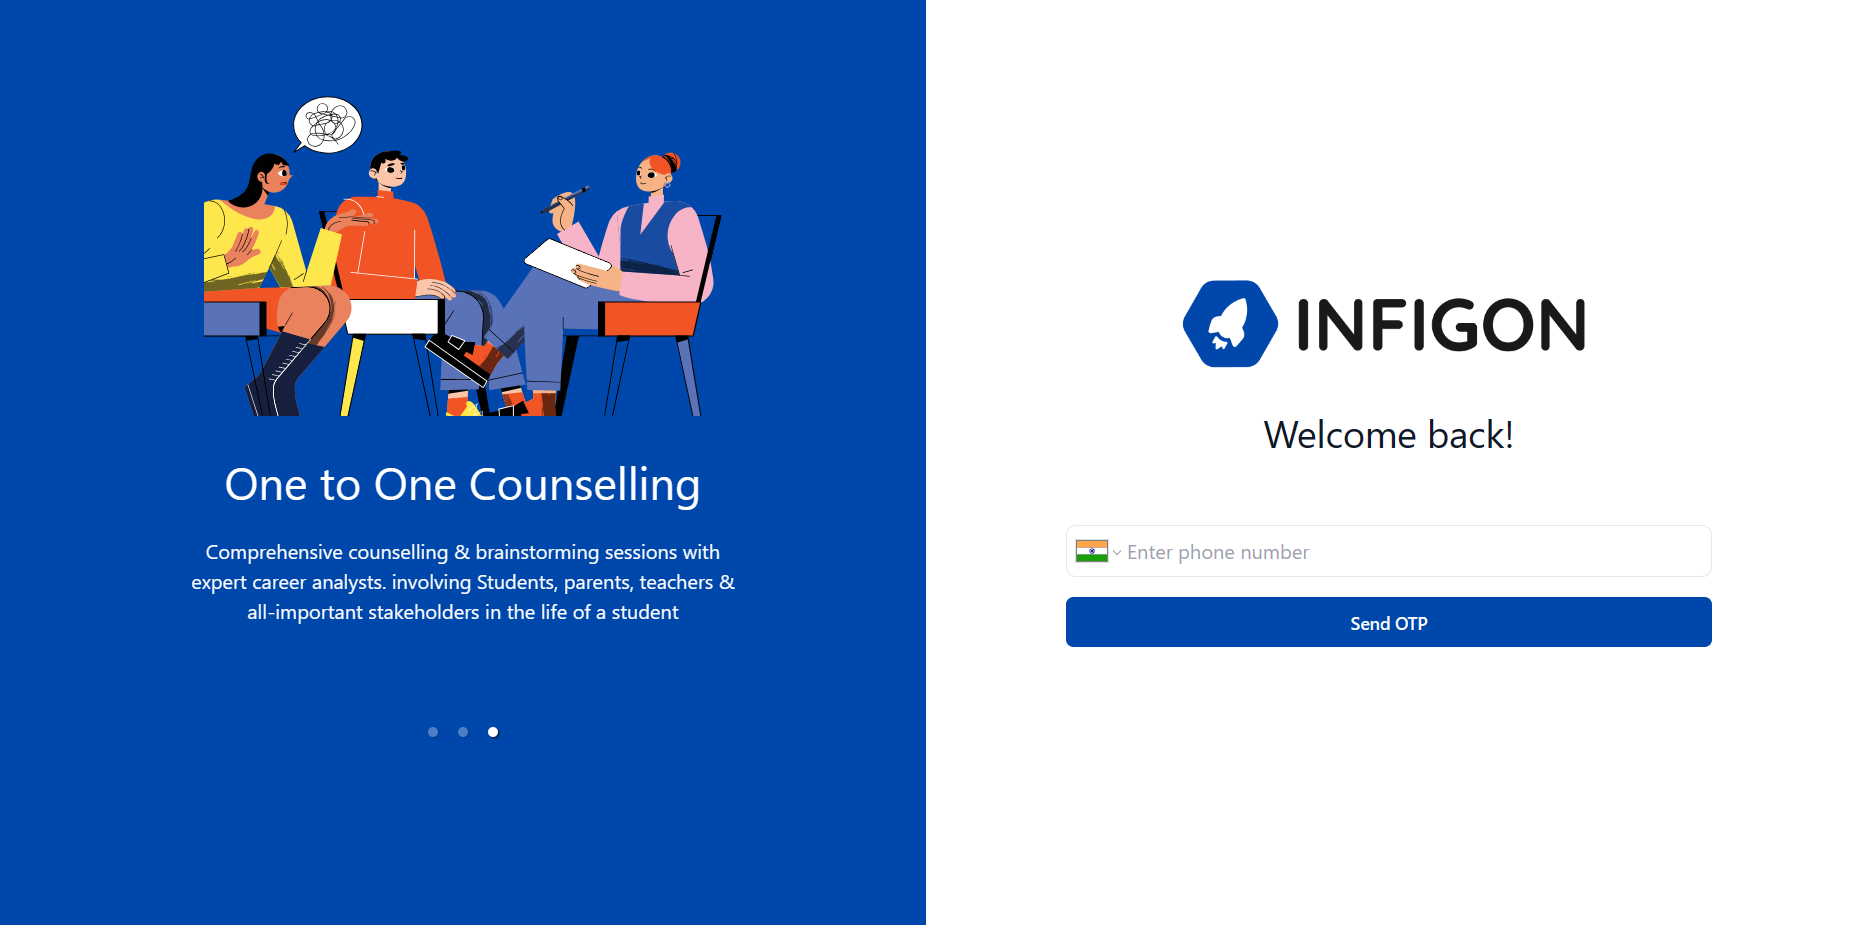 One to One Counselling
Comprehensive counselling & brainstorming sessions with
expert career analysts. involving Students, parents, teachers &
all-important stakeholders in the life of a student
INFIGON
Welcome back!
Enter phone number
Send OTP